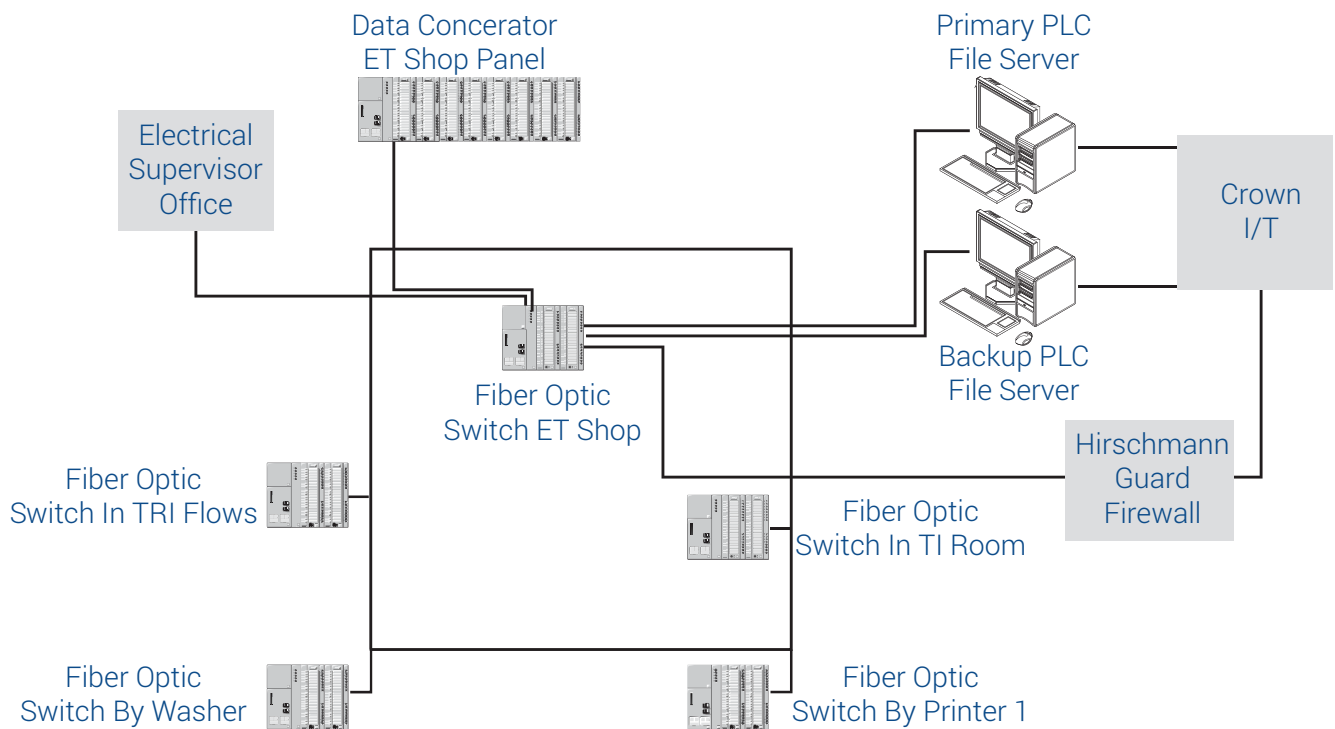 Data Concerator
ET Shop Panel
Primary PLC
File Server
Electrical
Supervisor
Office
Crown
I/T
Backup PLC
File Server
Fiber Optic
Switch ET Shop
Hirschmann
Guard
Firewall
Fiber Optic
Switch In TRI Flows
Fiber Optic
Switch In TI Room
Fiber Optic
Switch By Washer
Fiber Optic
Switch By Printer 1